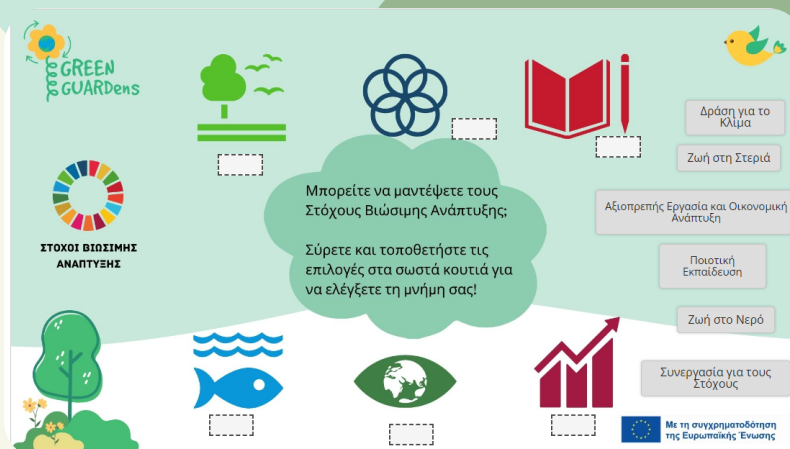 GREEN
GUARDens
ΣΤΟΧΟΙ ΒΙΩΣΙΜΗΣ
ΑΝΑΠΤΥΞΗΣ
Μπορείτε να μαντέψετε τους
Στόχους Βιώσιμης Ανάπτυξης;
Σύρετε και τοποθετήστε τις
επιλογές στα σωστά κουτιά για
να ελέγξετε τη μνήμη σας!
Δράση για το
Κλίμα
Ζωή στη Στεριά
Αξιοπρεπής Εργασία και Οικονομική
Ανάπτυξη
Ποιοτική
Εκπαίδευση
Ζωή στο Νερό
Συνεργασία για τους
Στόχους
Με τη συγχρηματοδότηση
της Ευρωπαϊκής Ένωσης